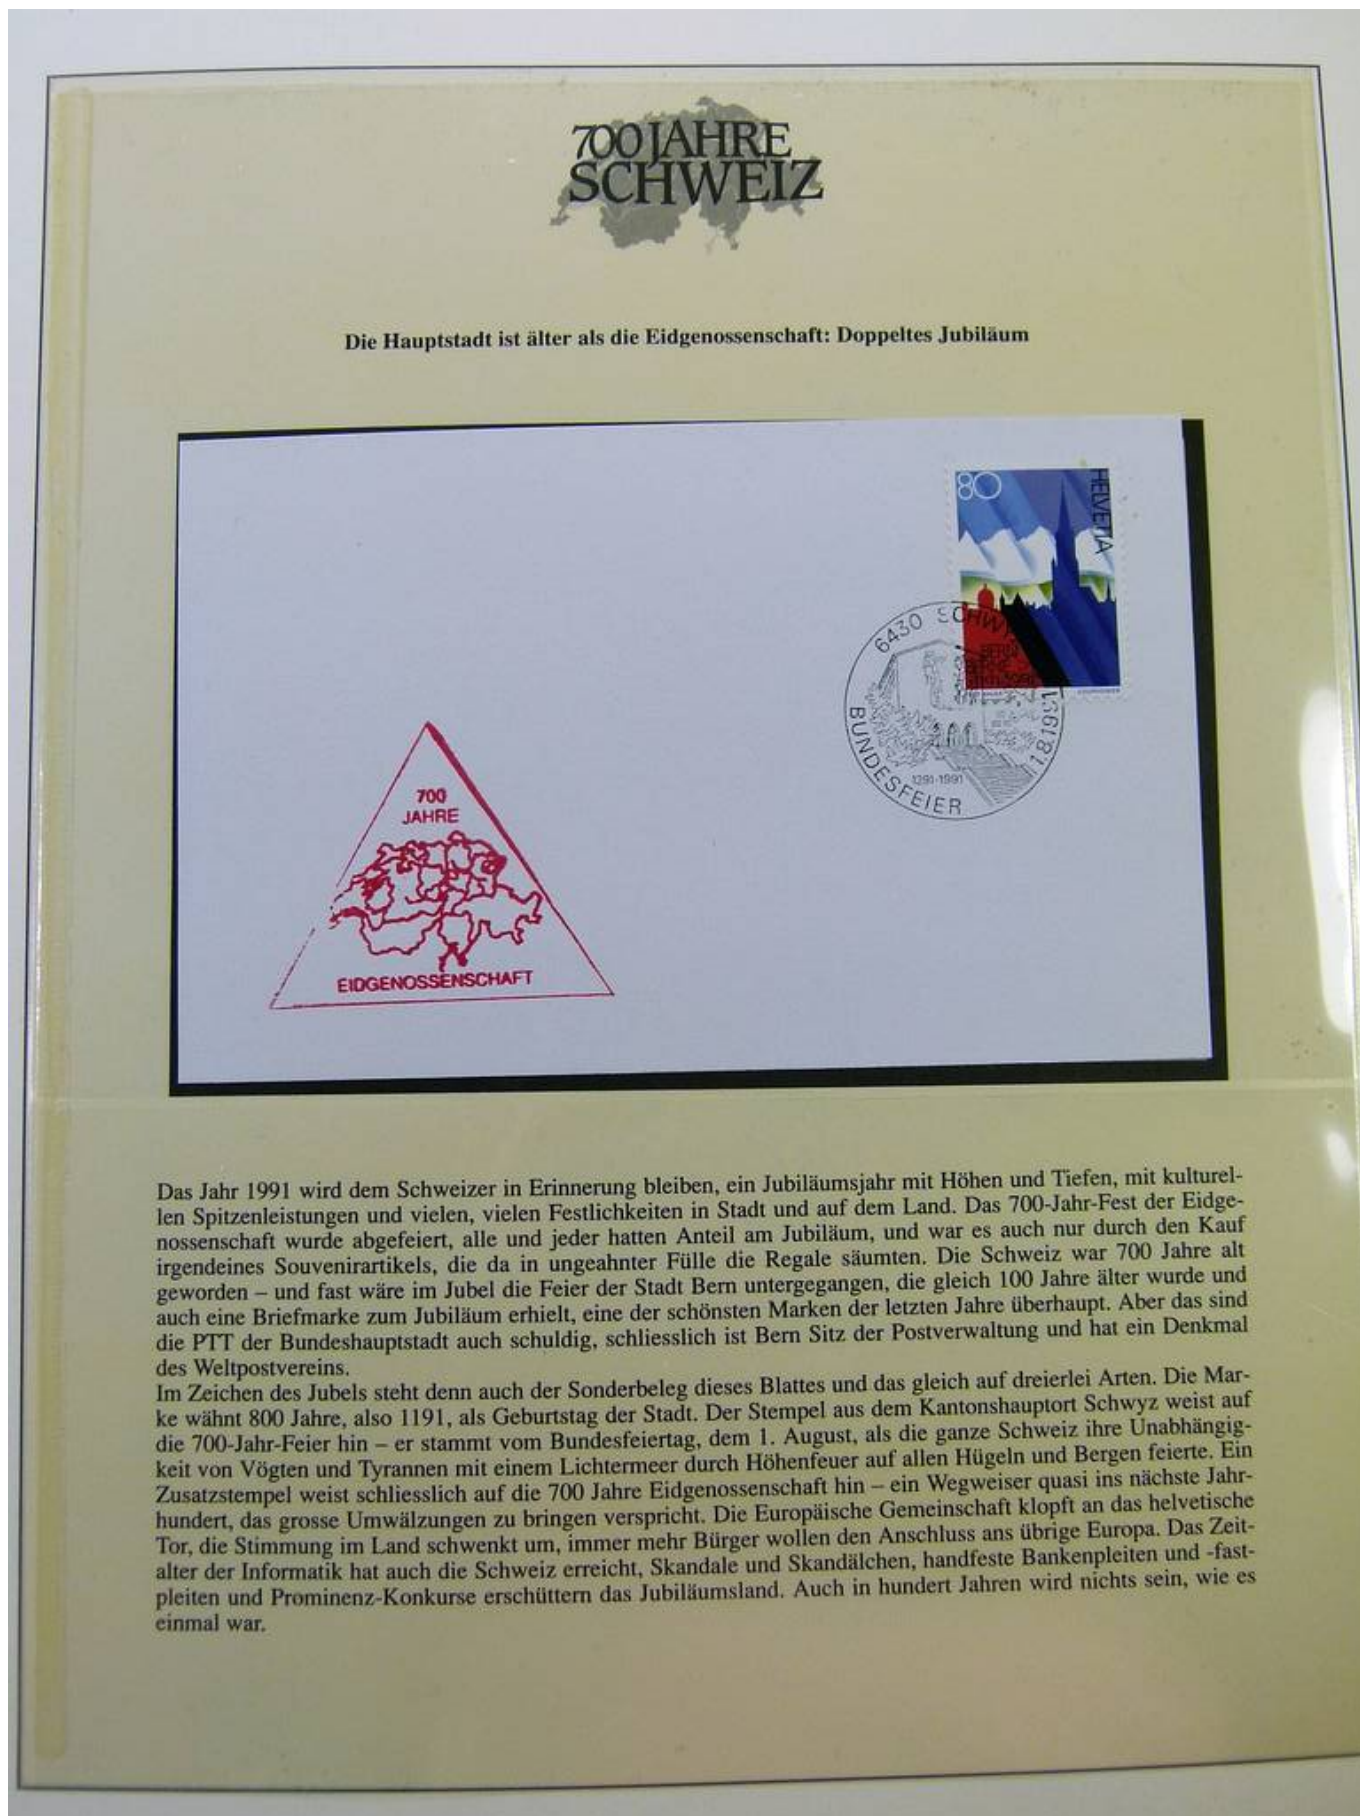 700 JAHRE
SCHWEIZ
Die Hauptstadt ist älter als die Eidgenossenschaft: Doppeltes Jubiläum
80
HELVETIA
6430 SCHWY
BERN
1.8.1991
1291-1991
BUNDESFEIER
700
JAHRE
EIDGENOSSENSCHAFT
Das Jahr 1991 wird dem Schweizer in Erinnerung bleiben, ein Jubiläumsjahr mit Höhen und Tiefen, mit kulturel-
len Spitzenleistungen und vielen, vielen Festlichkeiten in Stadt und auf dem Land. Das 700-Jahr-Fest der Eidge-
nossenschaft wurde abgefeiert, alle und jeder hatten Anteil am Jubiläum, und war es auch nur durch den Kauf
irgendeines Souvenirartikels, die da in ungeahnter Fülle die Regale säumten. Die Schweiz war 700 Jahre alt
geworden – und fast wäre im Jubel die Feier der Stadt Bern untergegangen, die gleich 100 Jahre älter wurde und
auch eine Briefmarke zum Jubiläum erhielt, eine der schönsten Marken der letzten Jahre überhaupt. Aber das sind
die PTT der Bundeshauptstadt auch schuldig, schliesslich ist Bern Sitz der Postverwaltung und hat ein Denkmal
des Weltpostvereins.
Im Zeichen des Jubels steht denn auch der Sonderbeleg dieses Blattes und das gleich auf dreierlei Arten. Die Mar-
ke wähnt 800 Jahre, also 1191, als Geburtstag der Stadt. Der Stempel aus dem Kantonshauptort Schwyz weist auf
die 700-Jahr-Feier hin – er stammt vom Bundesfeiertag, dem 1. August, als die ganze Schweiz ihre Unabhängig-
keit von Vögten und Tyrannen mit einem Lichtermeer durch Höhenfeuer auf allen Hügeln und Bergen feierte. Ein
Zusatzstempel weist schliesslich auf die 700 Jahre Eidgenossenschaft hin – ein Wegweiser quasi ins nächste Jahr-
hundert, das grosse Umwälzungen zu bringen verspricht. Die Europäische Gemeinschaft klopft an das helvetische
Tor, die Stimmung im Land schwenkt um, immer mehr Bürger wollen den Anschluss ans übrige Europa. Das Zeit-
alter der Informatik hat auch die Schweiz erreicht, Skandale und Skandälchen, handfeste Bankenpleiten und -fast-
pleiten und Prominenz-Konkurse erschüttern das Jubiläumsland. Auch in hundert Jahren wird nichts sein, wie es
einmal war.